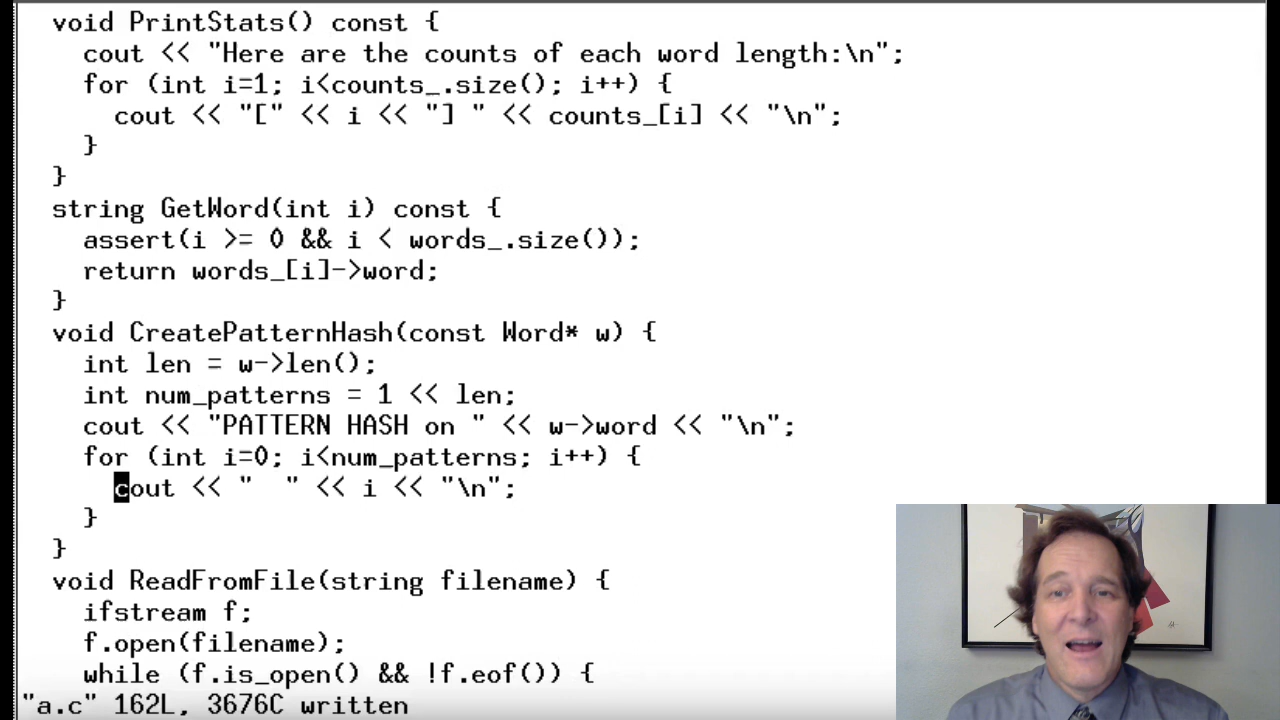 void PrintStats() const {
cout << "Here are the counts of each word length:\n";
for (int i=1; i<counts_.size(); i++) {
cout << "[" << i << "] " << counts_[i] << "\n";
}
}
string GetWord(int i) const {
assert(i >= 0 && i < words_.size());
return words_[i]->word;
}
void CreatePatternHash(const Word* w) {
int len = w->len();
int num_patterns = 1 << len;
cout << "PATTERN HASH on " << w->word << "\n";
for (int i=0; i<num_patterns; i++) {
cout << "  " << i << "\n";
}
}
void ReadFromFile(string filename) {
ifstream f;
f.open(filename);
while (f.is_open() && !f.eof()) {
"a.c" 162L, 3676C written